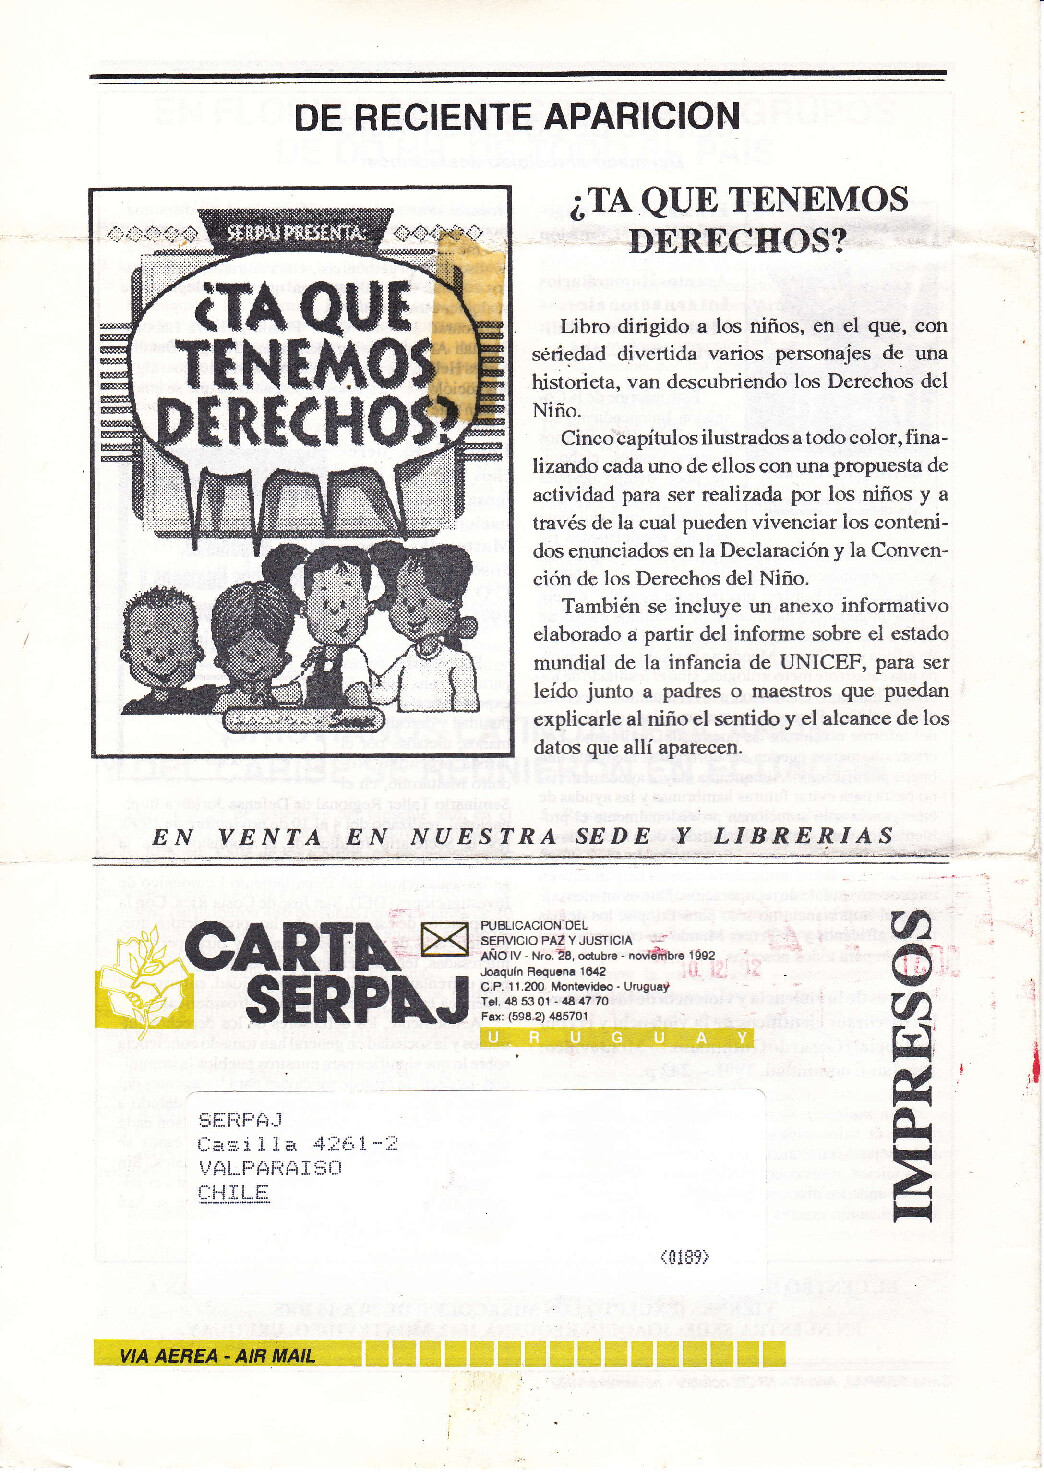 DE RECIENTE APARICION
SERPAJ PRESENTA:
¿TA QUE
TENEMOS
DERECHOS?
¿TA QUE TENEMOS
DERECHOS?
Libro dirigido a los niños, en el que, con
seriedad divertida varios personajes de una
historieta, van descubriendo los Derechos del
Niño.
Cinco capítulos ilustrados a todo color, fina-
lizando cada uno de ellos con una propuesta de
actividad para ser realizada por los niños y a
través de la cual pueden vivenciar los conteni-
dos enunciados en la Declaración y la Conven-
ción de los Derechos del Niño.
También se incluye un anexo informativo
elaborado a partir del informe sobre el estado
mundial de la infancia de UNICEF, para ser
leído junto a padres o maestros que puedan
explicarle al niño el sentido y el alcance de los
datos que allí aparecen.
EN VENTA EN NUESTRA SEDE Y LIBRERIAS
CARTA
SERPAJ
PUBLICACION DEL
SERVICIO PAZ Y JUSTICIA
AÑO IV - Nro. 28, octubre - noviembre 1992
Joaquín Requena 1642
C.P. 11.200 Montevideo - Uruguay
Tel. 48 53 01 - 48 47 70
Fax: (598.2) 485701
URUGUAY
IMPRESOS
SERPAJ
Casilla 4261-2
VALPARAISO
CHILE
(0189)
VIA AEREA - AIR MAIL